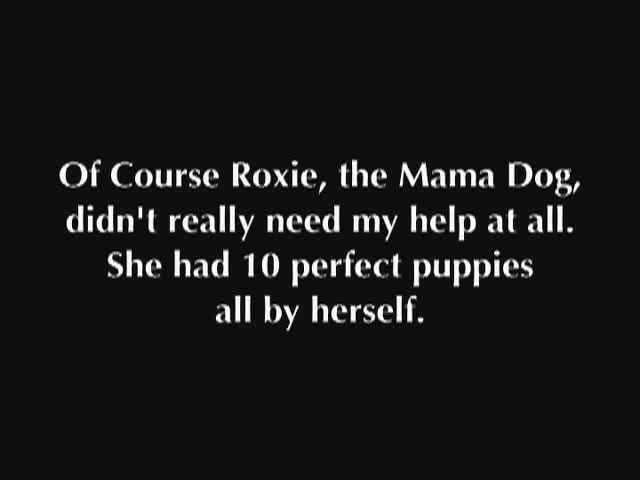 Of Course Roxie, the Mama Dog,
didn't really need my help at all.
She had 10 perfect puppies
all by herself.